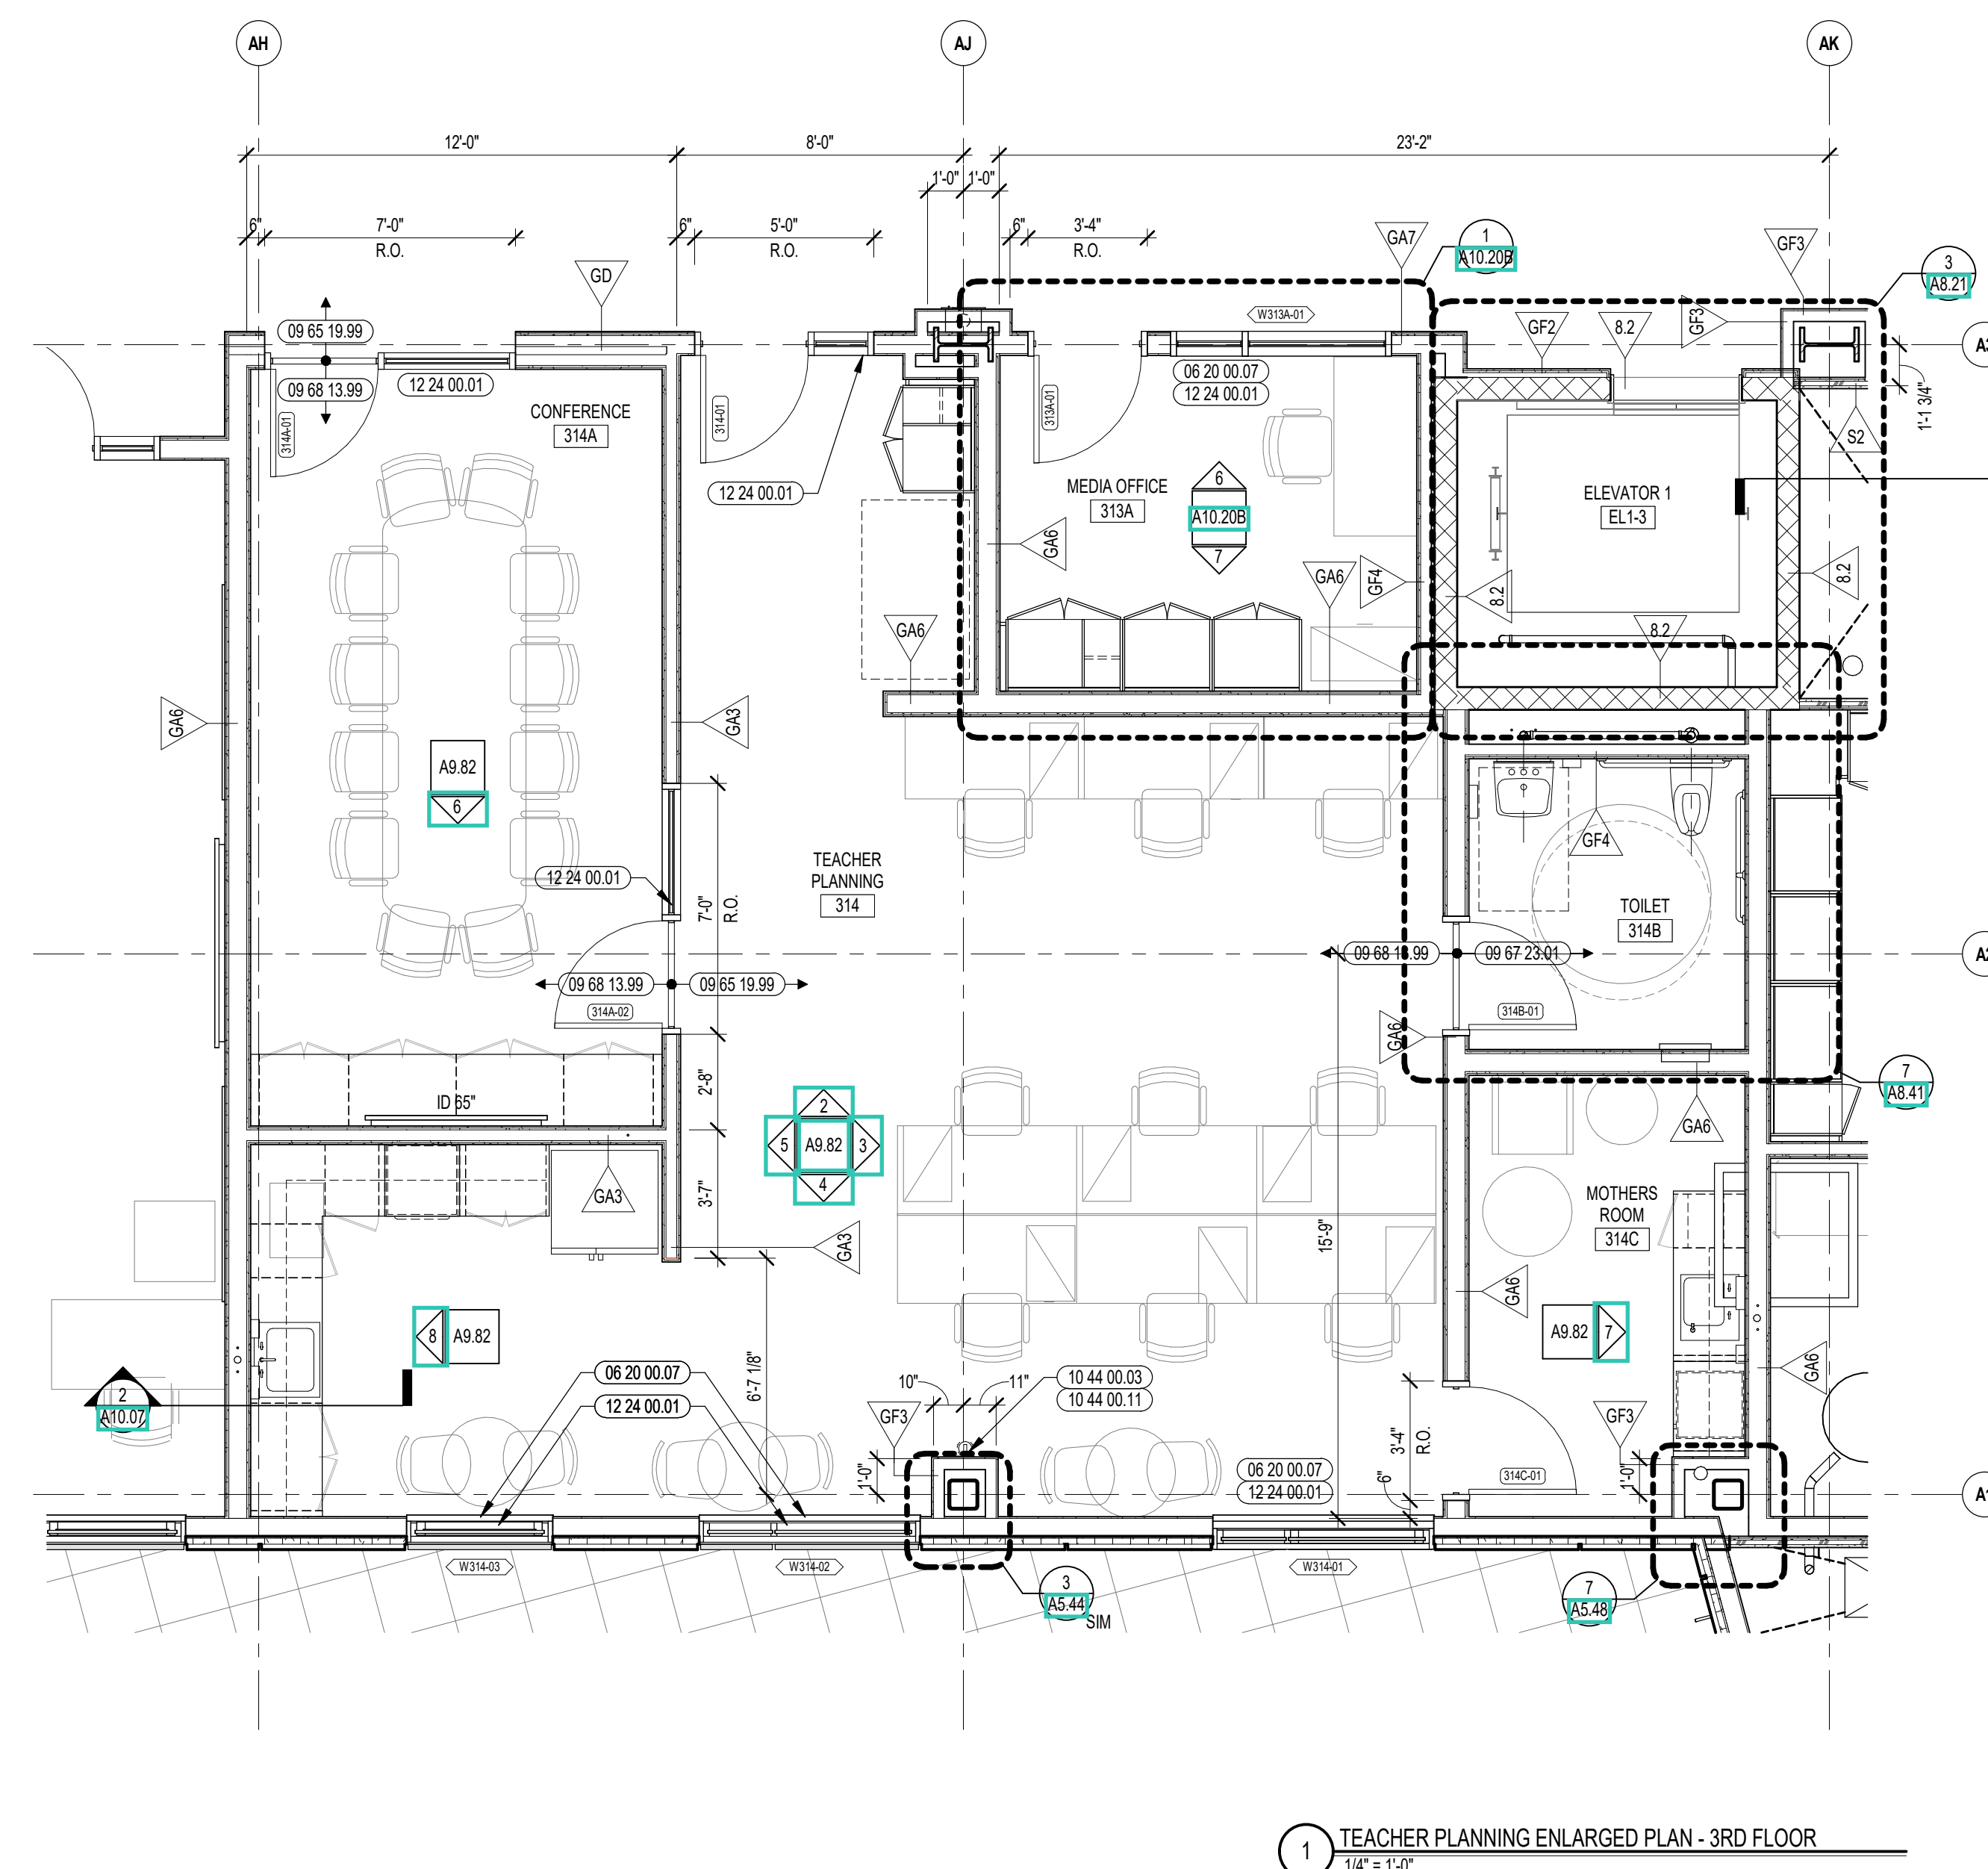 AH
AJ
AK
12'-0"
8'-0"
23'-2"
1'-0"
1'-0"
6"
7'-0"
R.O.
6"
5'-0"
R.O.
6"
3'-4"
R.O.
GA7
1
A10.20B
GF3
3
A8.21
GD
W313A-01
GF2
8.2
GF3
09 65 19.99
09 68 13.99
12 24 00.01
314A-01
CONFERENCE
314A
314-01
313A-01
06 20 00.07
12 24 00.01
1'-1 3/4"
S2
12 24 00.01
MEDIA OFFICE
313A
6
A10.20B
7
ELEVATOR 1
EL1-3
GA6
GA6
GF4
8.2
8.2
GA6
8.2
GA6
GA3
A9.82
6
GF4
TEACHER
PLANNING
314
12 24 00.01
7'-0"
R.O.
TOILET
314B
09 68 13.99
09 67 23.01
09 68 13.99
09 65 19.99
314A-02
314B-01
GA6
7
A8.41
2'-8"
ID 65"
2
5
A9.82
3
4
GA6
3'-7"
GA3
GA3
15'-9"
MOTHERS
ROOM
314C
GA6
8
A9.82
A9.82
7
GA6
6'-7 1/8"
06 20 00.07
12 24 00.01
10"
11"
10 44 00.03
10 44 00.11
2
A10.07
GF3
1'-0"
3'-4"
R.O.
6"
GF3
1'-0"
06 20 00.07
12 24 00.01
314C-01
W314-03
W314-02
W314-01
3
A5.44
SIM
7
A5.48
1
TEACHER PLANNING ENLARGED PLAN - 3RD FLOOR
1/4" = 1'-0"